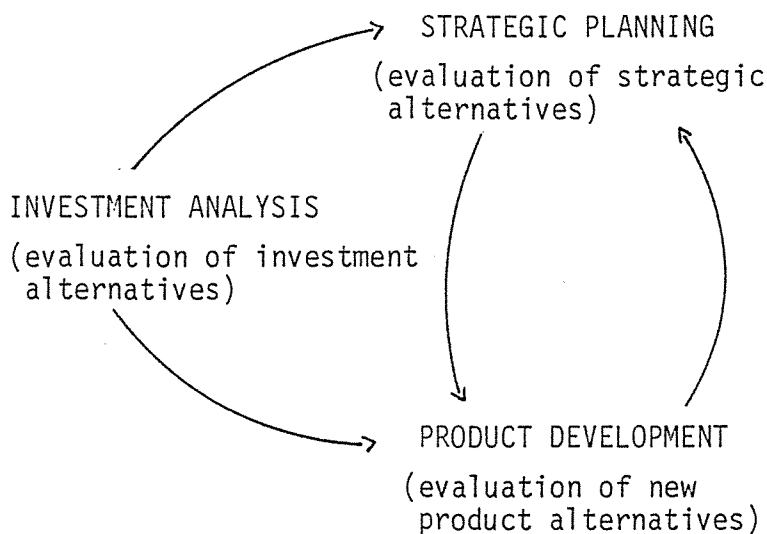 STRATEGIC PLANNING
(evaluation of strategic
alternatives)
INVESTMENT ANALYSIS
(evaluation of investment
alternatives)
PRODUCT DEVELOPMENT
(evaluation of new
product alternatives)